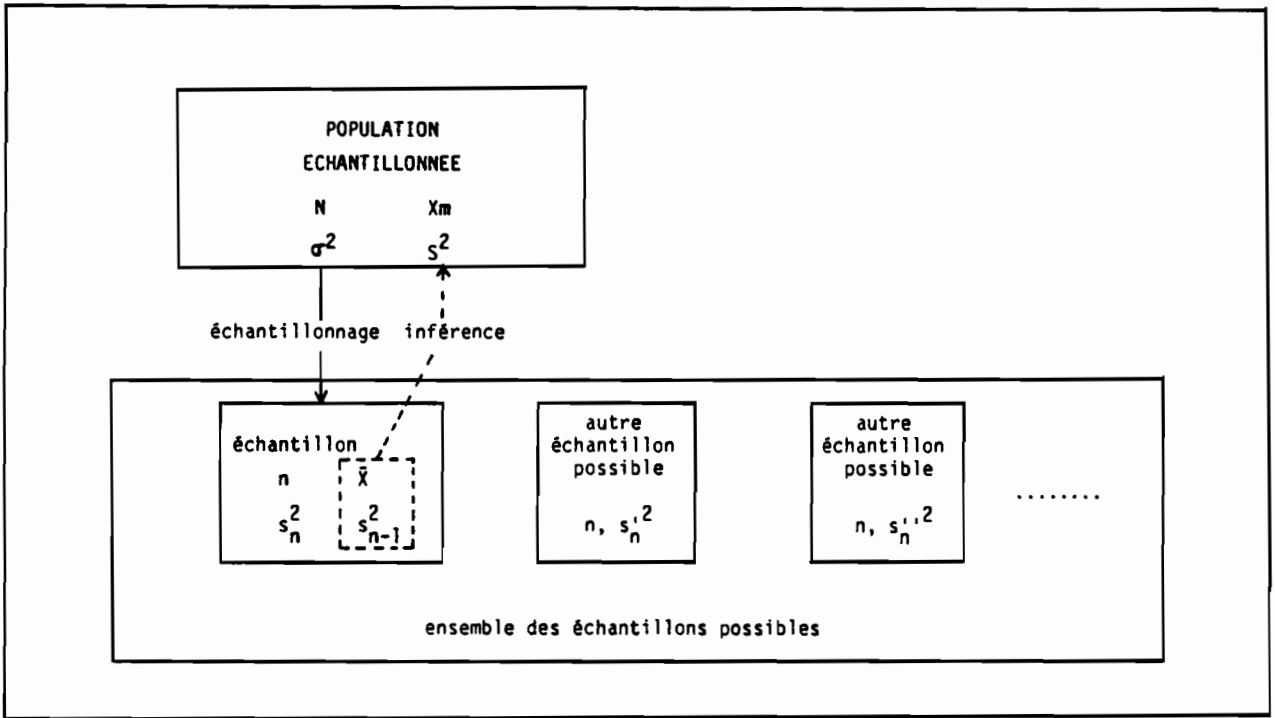 POPULATION
ECHANTILLONNEE
N Xm
σ² S²
échantillonnage inférence
échantillon
n X̄
s²n s²n-1
autre
échantillon
possible
n, s'n²
autre
échantillon
possible
n, s''n²
........
ensemble des échantillons possibles